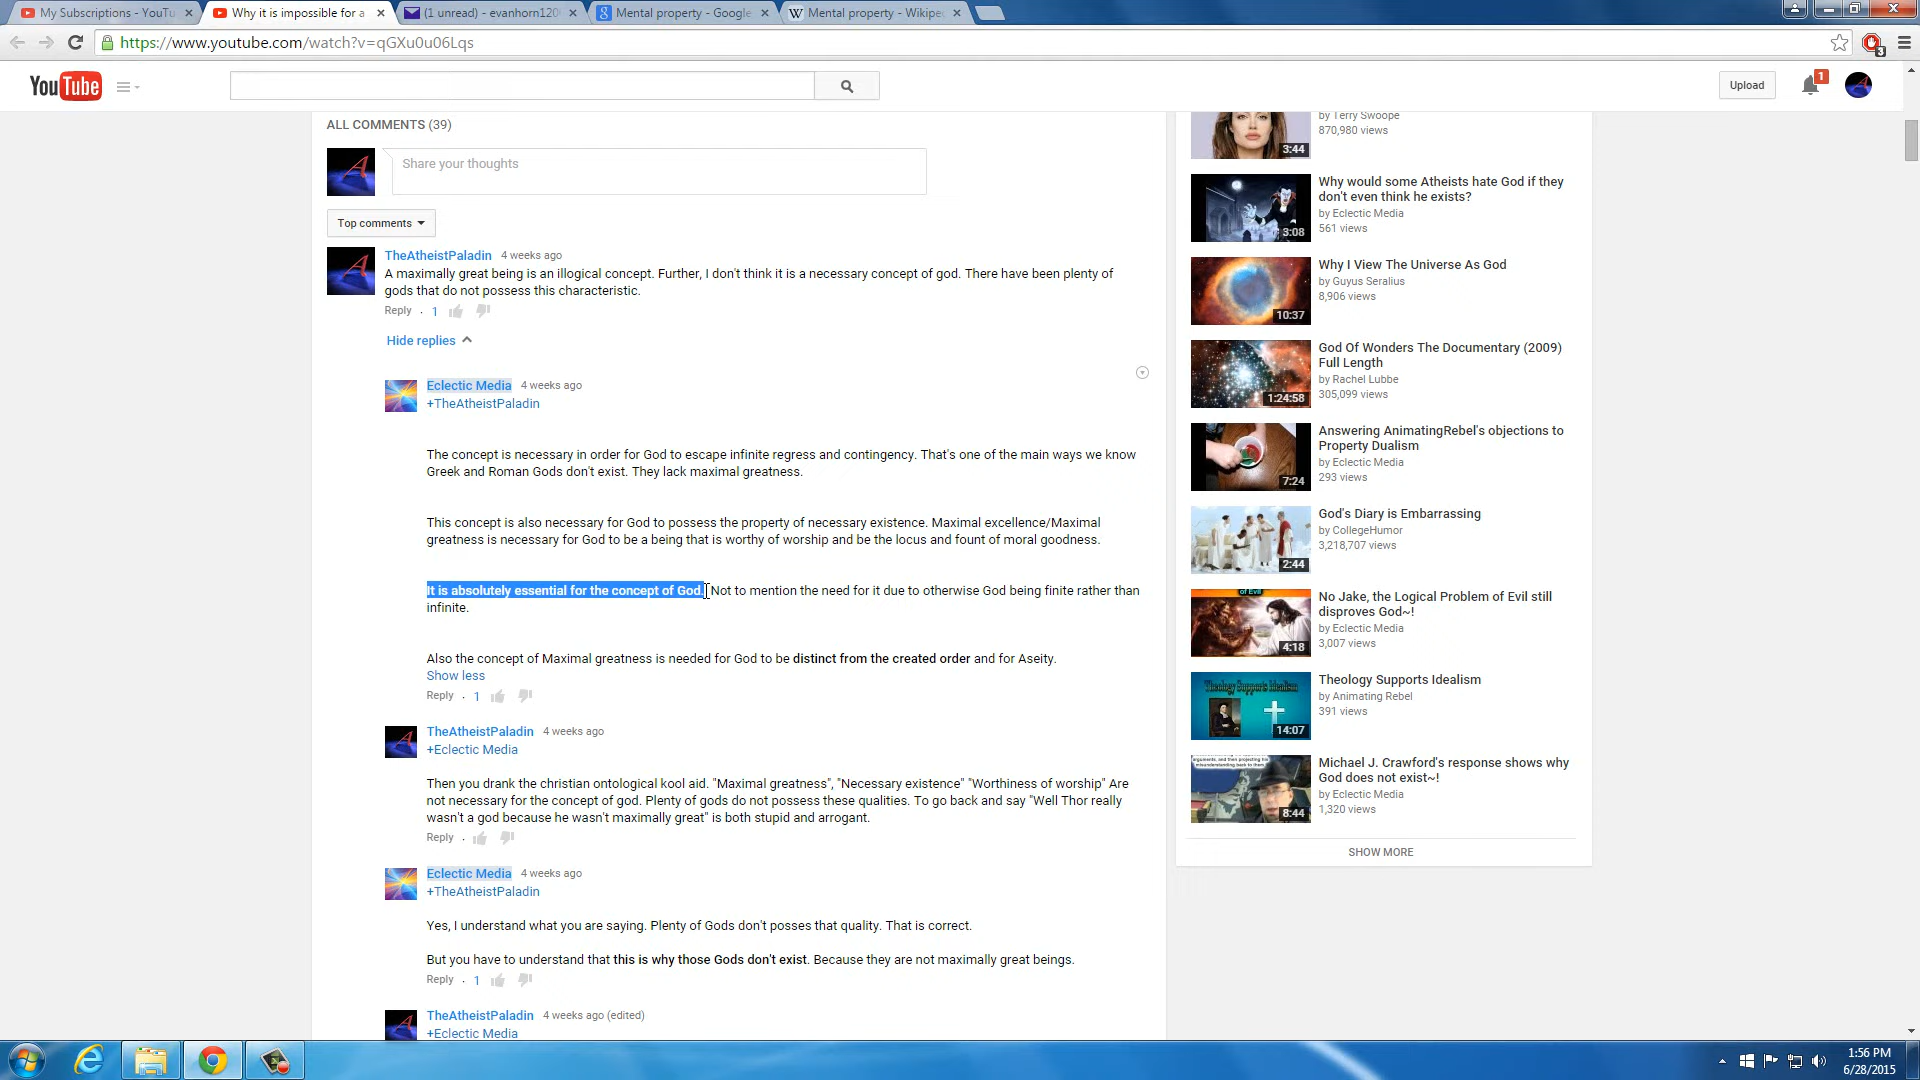 My Subscriptions - YouTu
Why it is impossible for a
(1 unread) - evanhorn120
Mental property - Google
Mental property - Wikipe
https://www.youtube.com/watch?v=qGXu0u06Lqs
3
YouTube
Upload
1
ALL COMMENTS (39)
Share your thoughts
Top comments
TheAtheistPaladin 4 weeks ago
A maximally great being is an illogical concept. Further, I don't think it is a necessary concept of god. There have been plenty of
gods that do not possess this characteristic.
Reply . 1
Hide replies
Eclectic Media 4 weeks ago
+TheAtheistPaladin
The concept is necessary in order for God to escape infinite regress and contingency. That's one of the main ways we know
Greek and Roman Gods don't exist. They lack maximal greatness.
This concept is also necessary for God to possess the property of necessary existence. Maximal excellence/Maximal
greatness is necessary for God to be a being that is worthy of worship and be the locus and fount of moral goodness.
It is absolutely essential for the concept of God. Not to mention the need for it due to otherwise God being finite rather than
infinite.
Also the concept of Maximal greatness is needed for God to be distinct from the created order and for Aseity.
Show less
Reply . 1
TheAtheistPaladin 4 weeks ago
+Eclectic Media
Then you drank the christian ontological kool aid. "Maximal greatness", "Necessary existence" "Worthiness of worship" Are
not necessary for the concept of god. Plenty of gods do not possess these qualities. To go back and say "Well Thor really
wasn't a god because he wasn't maximally great" is both stupid and arrogant.
Reply .
Eclectic Media 4 weeks ago
+TheAtheistPaladin
Yes, I understand what you are saying. Plenty of Gods don't posses that quality. That is correct.
But you have to understand that this is why those Gods don't exist. Because they are not maximally great beings.
Reply . 1
TheAtheistPaladin 4 weeks ago (edited)
+Eclectic Media
by Terry Swoope
870,980 views
3:44
Why would some Atheists hate God if they
don't even think he exists?
by Eclectic Media
561 views
3:08
Why I View The Universe As God
by Guyus Seralius
8,906 views
10:37
God Of Wonders The Documentary (2009)
Full Length
by Rachel Lubbe
305,099 views
1:24:58
Answering AnimatingRebel's objections to
Property Dualism
by Eclectic Media
293 views
7:24
God's Diary is Embarrassing
by CollegeHumor
3,218,707 views
2:44
of Evil
No Jake, the Logical Problem of Evil still
disproves God~!
by Eclectic Media
3,007 views
4:18
Theology Supports Idealism
Theology Supports Idealism
by Animating Rebel
391 views
14:07
arguments, and then projecting his
misunderstanding back to them
Michael J. Crawford's response shows why
God does not exist~!
by Eclectic Media
1,320 views
8:44
SHOW MORE
1:56 PM
6/28/2015